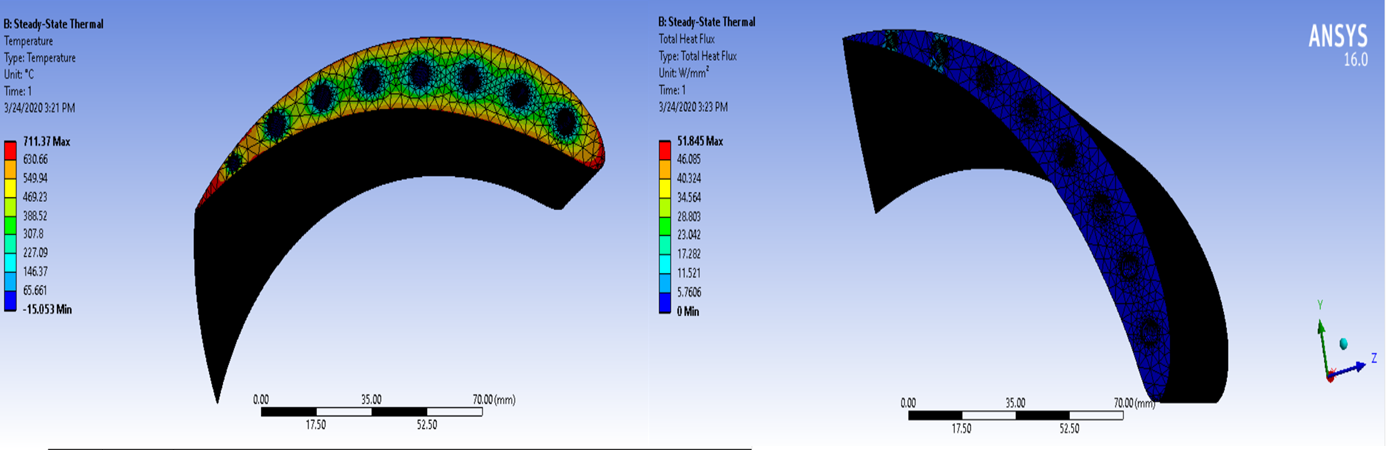 B: Steady-State Thermal
Temperature
Type: Temperature
Unit: °C
Time: 1
3/24/2020 3:21 PM
711.37 Max
630.66
549.94
469.23
388.52
307.8
227.09
146.37
65.661
-15.053 Min
0.00 35.00 70.00 (mm)
17.50 52.50
B: Steady-State Thermal
Total Heat Flux
Type: Total Heat Flux
Unit: W/mm²
Time: 1
3/24/2020 3:23 PM
51.845 Max
46.085
40.324
34.564
28.803
23.042
17.282
11.521
5.7606
0 Min
0.00 35.00 70.00 (mm)
17.50 52.50
ANSYS
16.0
Y
Z